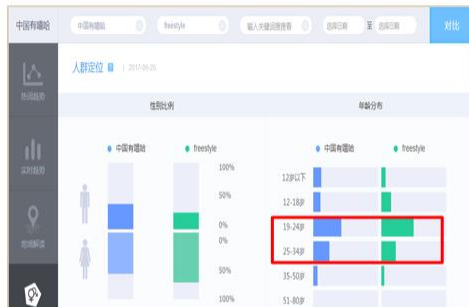 中国有嘻哈 中国有嘻哈 freestyle 输入关键词搜搜看 选择日期 至 选择日期 对比
人群定位 2017-06-26
热词趋势
性别比例 年龄分布
中国有嘻哈 freestyle 中国有嘻哈 freestyle
100%
12岁以下
实时趋势
50%
12-18岁
0%
19-24岁
0%
25-34岁
地域解读
50%
35-50岁
100%
51-80岁